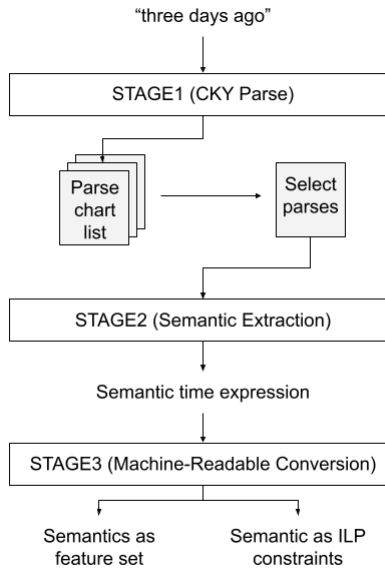 “three days ago”
STAGE1 (CKY Parse)
Parse
chart
list
Select
parses
STAGE2 (Semantic Extraction)
Semantic time expression
STAGE3 (Machine-Readable Conversion)
Semantics as
feature set
Semantic as ILP
constraints